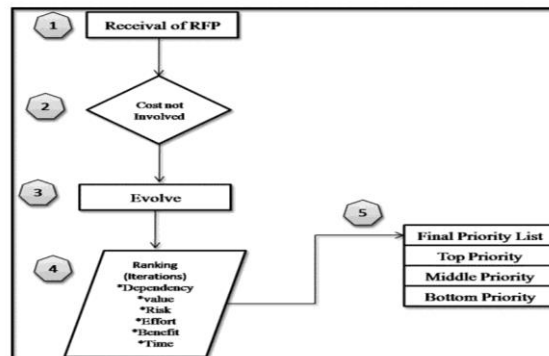 1
Receival of RFP
2
Cost not
Involved
3
Evolve
4
Ranking
(Iterations)
*Dependency
*value
*Risk
*Effort
*Benefit
*Time
5
Final Priority List
Top Priority
Middle Priority
Bottom Priority